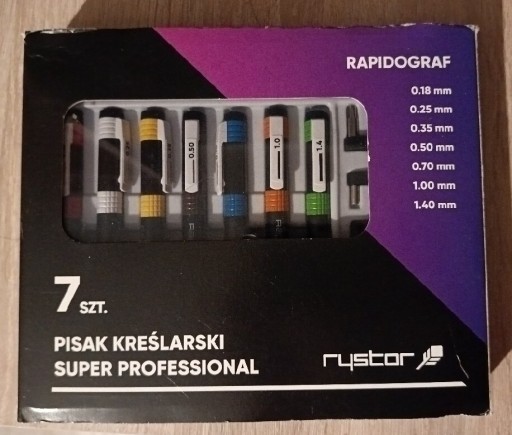 RAPIDOGRAF
0.18 mm
0.25 mm
0.35 mm
0.50 mm
0.70 mm
1.00 mm
1.40 mm
0.50
1.0
1.4
7 SZT.
PISAK KREŚLARSKI
SUPER PROFESSIONAL
rystor